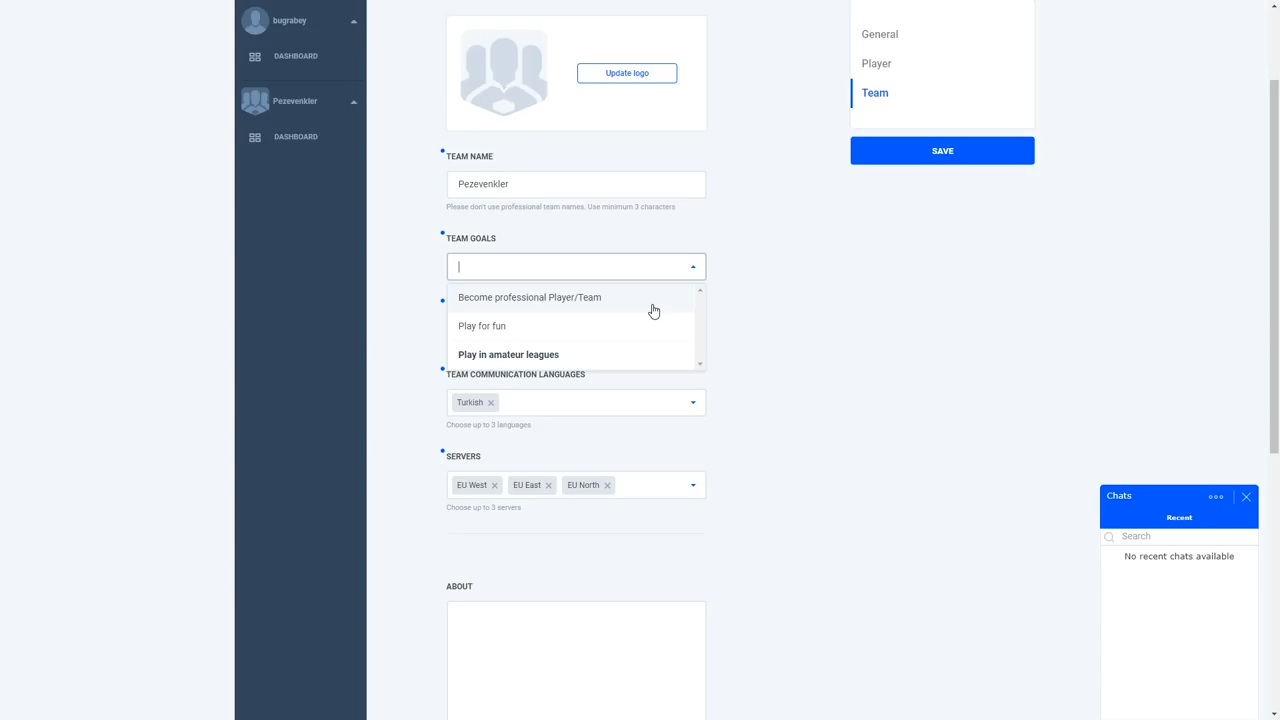 bugrabey
DASHBOARD
Pezevenkler
DASHBOARD
Update logo
TEAM NAME
Pezevenkler
Please don't use professional team names. Use minimum 3 characters
TEAM GOALS
Become professional Player/Team
Play for fun
Play in amateur leagues
TEAM COMMUNICATION LANGUAGES
Turkish
Choose up to 3 languages
SERVERS
EU West
EU East
EU North
Choose up to 3 servers
ABOUT
General
Player
Team
SAVE
Chats
Recent
Search
No recent chats available